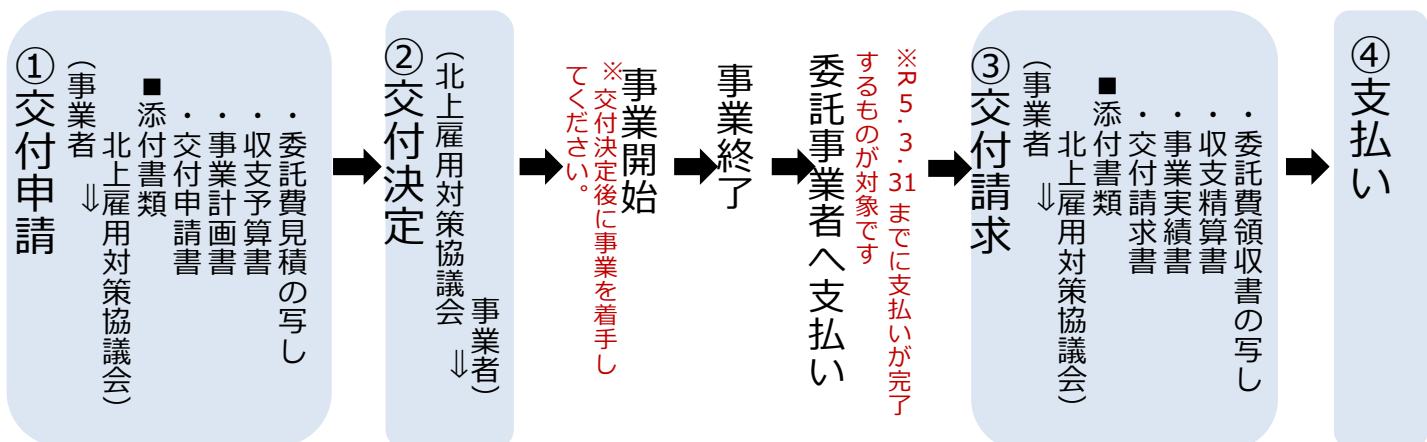 ①交付申請
(事業者 ⇒
北上雇用対策協議会)
■添付書類
・交付申請書
・事業計画書
・収支予算書
・委託費見積の写し
②交付決定
(北上雇用対策協議会 ⇒
事業者)
事業開始
※交付決定後に事業を着手し
てください。
事業終了
委託事業者へ支払い
※R5.3.31までに支払いが完了
するものが対象です
③交付請求
(事業者 ⇒
北上雇用対策協議会)
■添付書類
・交付請求書
・事業実績書
・収支精算書
・委託費領収書の写し
④支払い